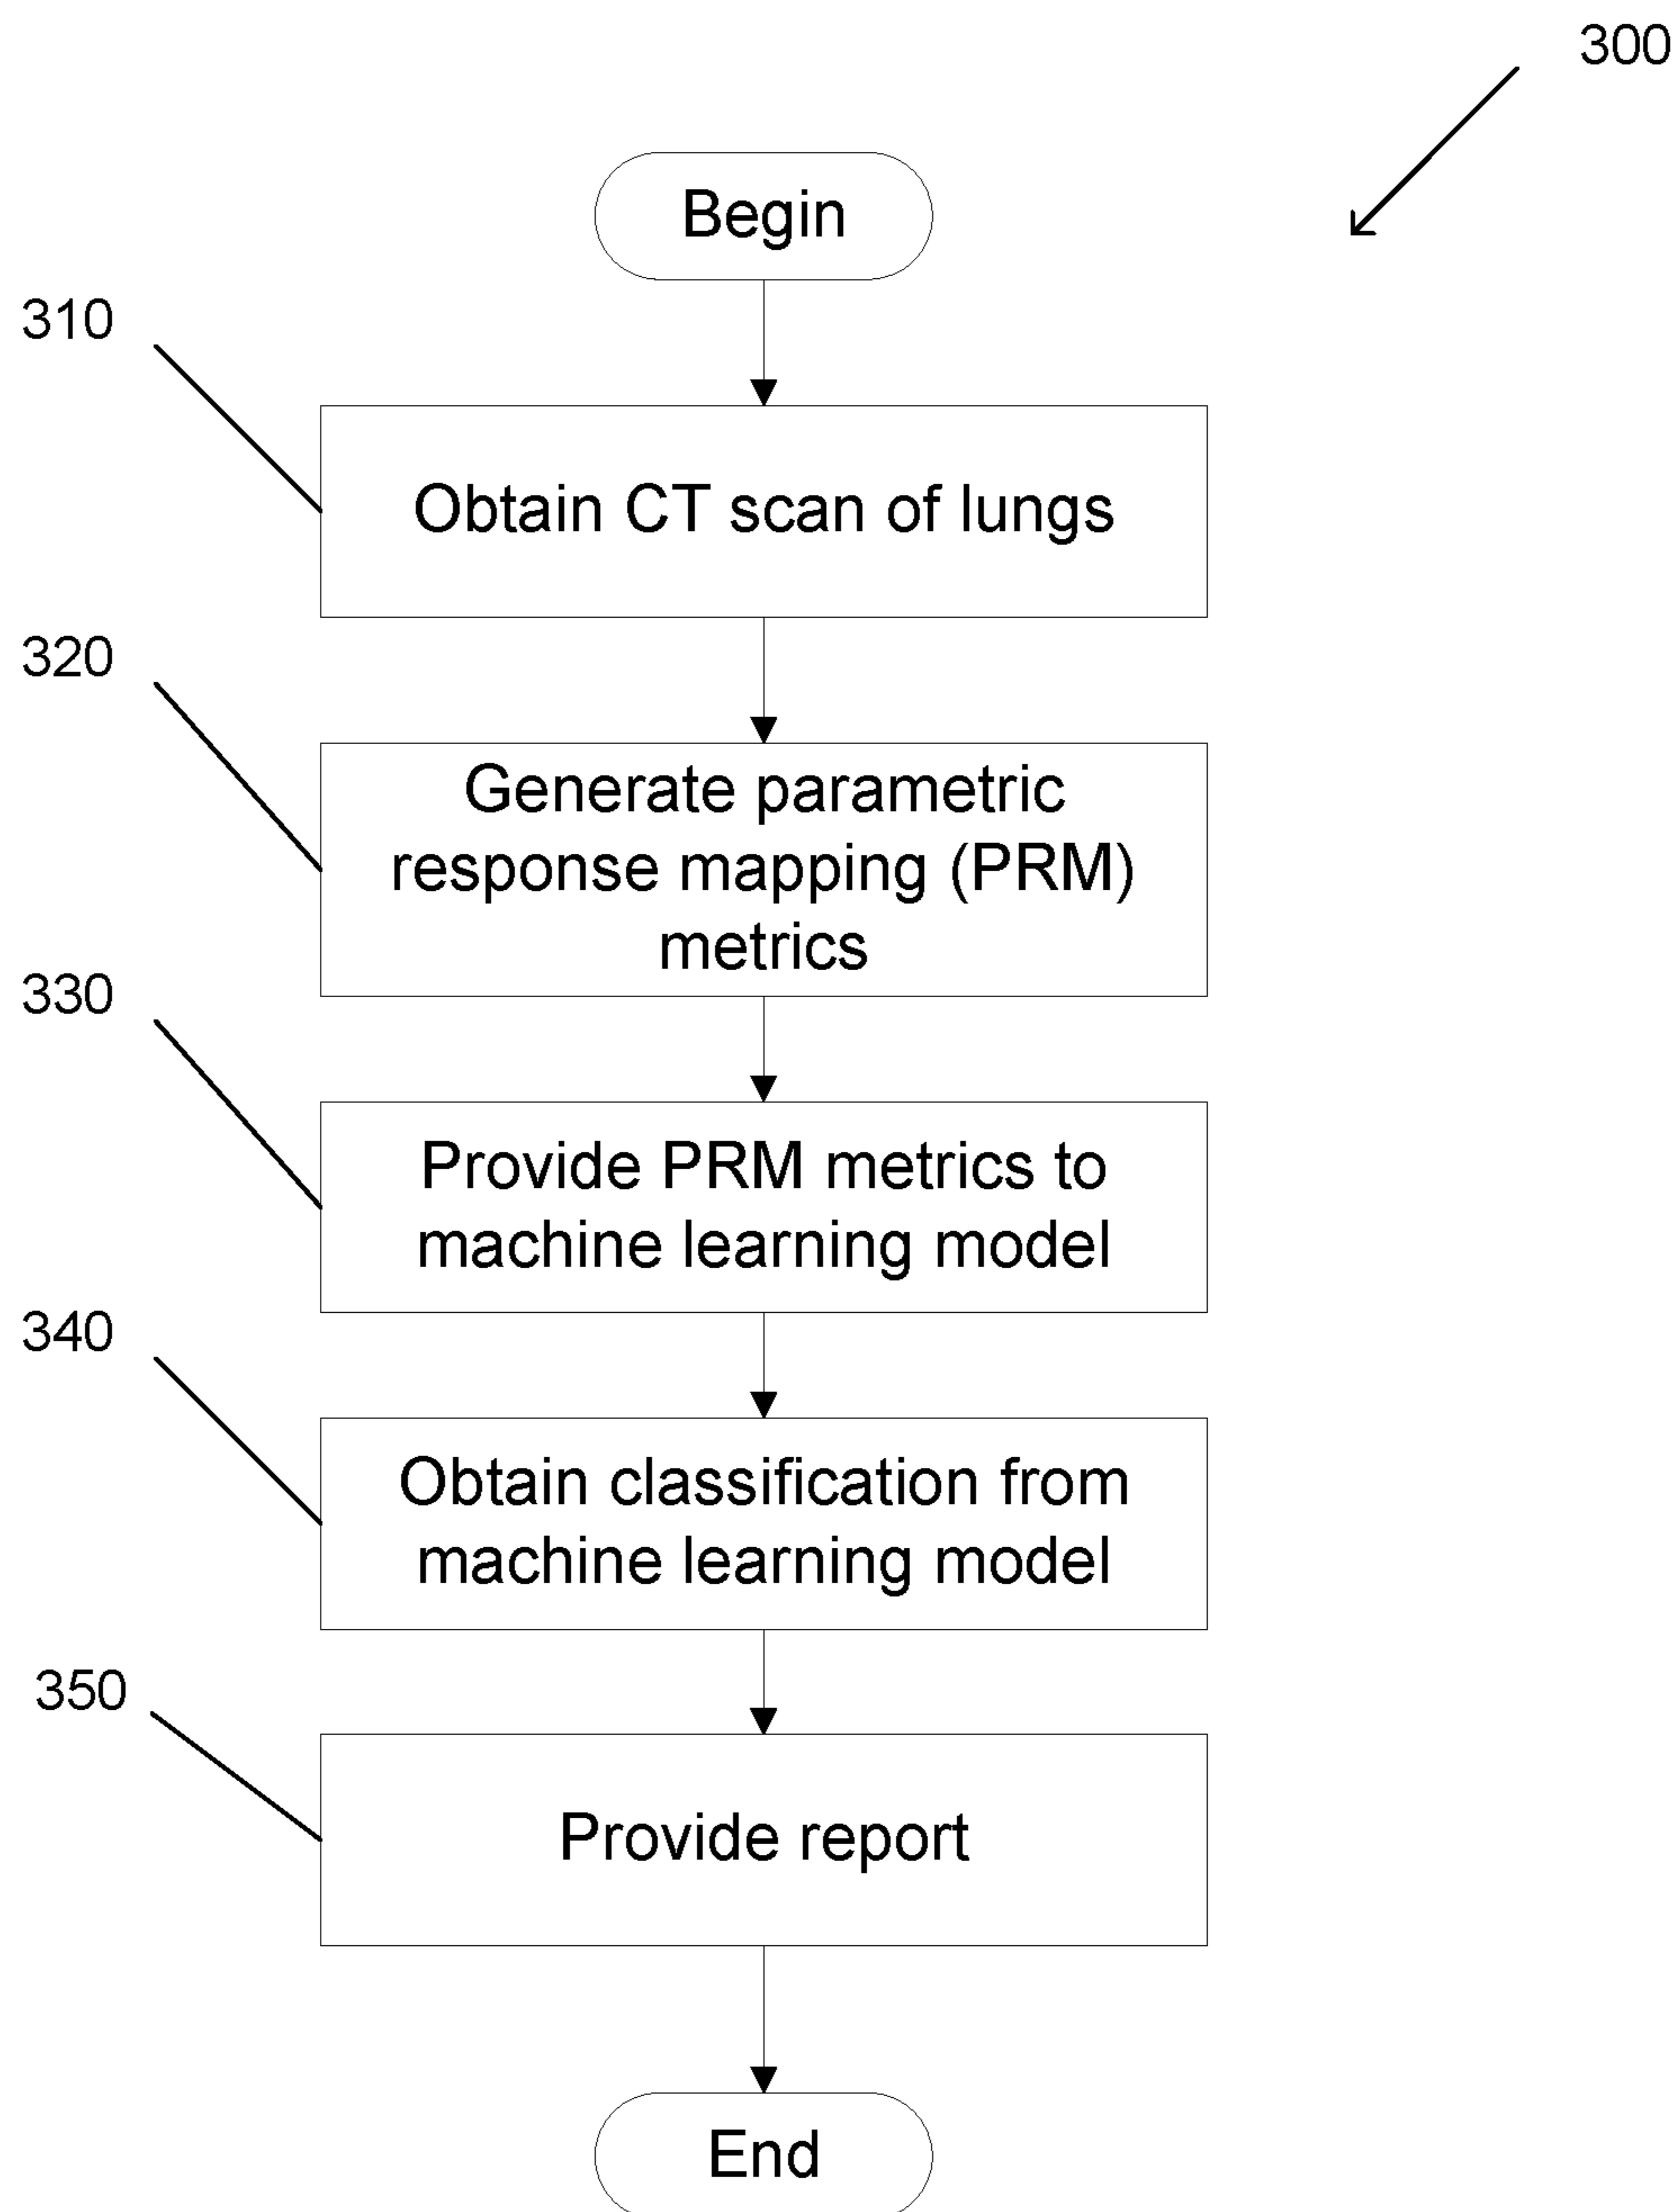 300
Begin
310
Obtain CT scan of lungs
320
Generate parametric
response mapping (PRM)
metrics
330
Provide PRM metrics to
machine learning model
340
Obtain classification from
machine learning model
350
Provide report
End